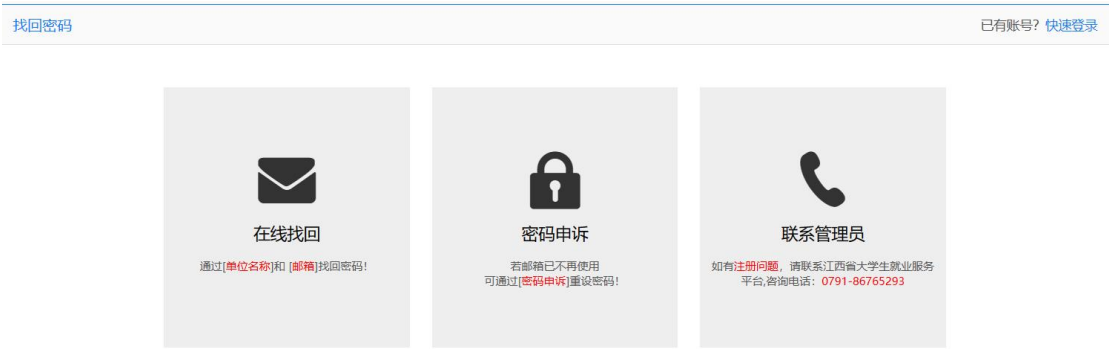 找回密码
已有账号？快速登录
在线找回
通过[单位名称]和 [邮箱]找回密码！
密码申诉
若邮箱已不再使用
可通过[密码申诉]重设密码！
联系管理员
如有注册问题，请联系江西省大学生就业服务
平台,咨询电话：0791-86765293